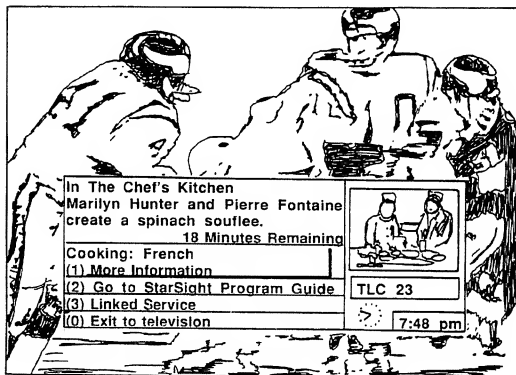 In The Chef's Kitchen
Marilyn Hunter and Pierre Fontaine
create a spinach souflee.
18 Minutes Remaining
Cooking: French
(1) More Information
(2) Go to StarSight Program Guide
(3) Linked Service
(0) Exit to television
TLC 23
7:48 pm